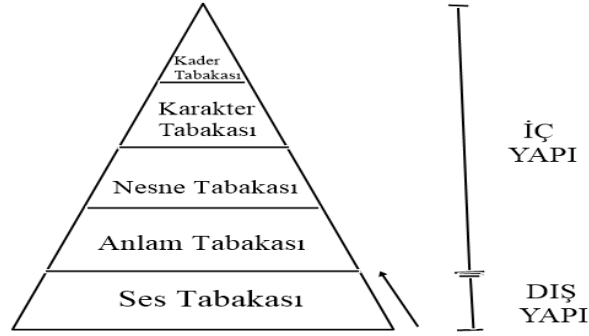 Kader
Tabakası
Karakter
Tabakası
Nesne Tabakası
Anlam Tabakası
Ses Tabakası
İÇ
YAPI
DIŞ
YAPI